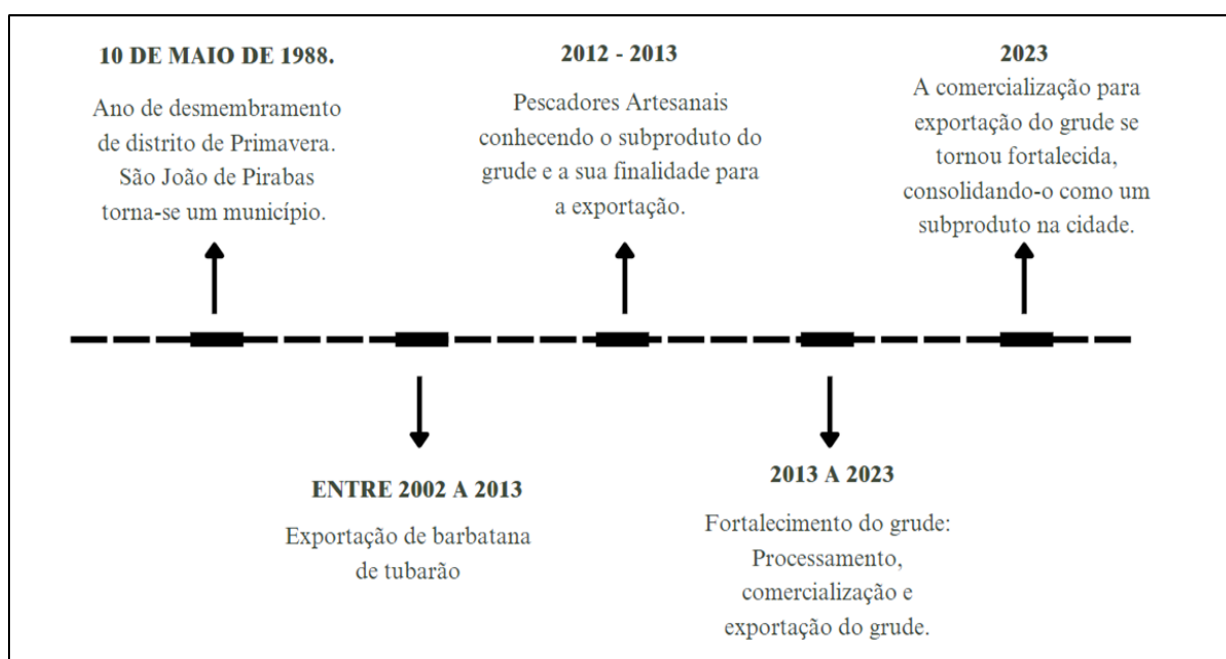 10 DE MAIO DE 1988.
Ano de desmembramento
de distrito de Primavera.
São João de Pirabas
torna-se um município.
ENTRE 2002 A 2013
Exportação de barbatana
de tubarão
2012 - 2013
Pescadores Artesanais
conhecendo o subproduto do
grude e a sua finalidade para
a exportação.
2013 A 2023
Fortalecimento do grude:
Processamento,
comercialização e
exportação do grude.
2023
A comercialização para
exportação do grude se
tornou fortalecida,
consolidando-o como um
subproduto na cidade.